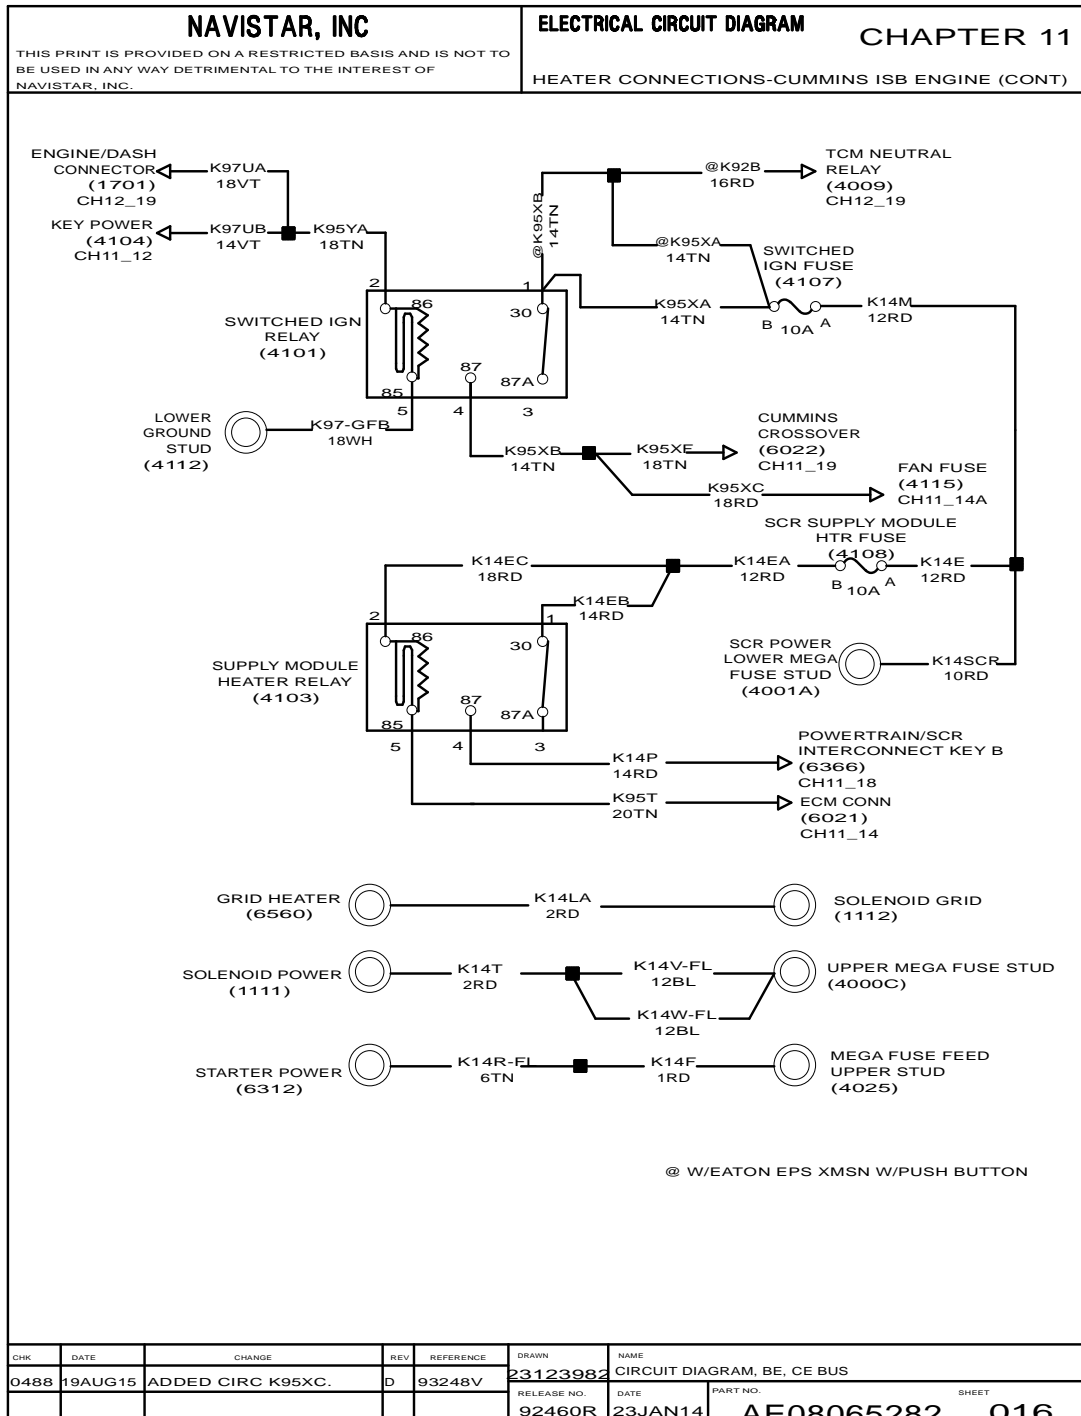 NAVISTAR, INC
THIS PRINT IS PROVIDED ON A RESTRICTED BASIS AND IS NOT TO
BE USED IN ANY WAY DETRIMENTAL TO THE INTEREST OF
NAVISTAR, INC.
ELECTRICAL CIRCUIT DIAGRAM
CHAPTER 11
HEATER CONNECTIONS-CUMMINS ISB ENGINE (CONT)
ENGINE/DASH
CONNECTOR
(1701)
CH12_19
K97UA
18VT
KEY POWER
(4104)
CH11_12
K97UB
14VT
K95YA
18TN
@K95XB
14TN
@K92B
16RD
TCM NEUTRAL
RELAY
(4009)
CH12_19
@K95XA
14TN
SWITCHED
IGN FUSE
(4107)
K95XA
14TN
B 10A A
K14M
12RD
SWITCHED IGN
RELAY
(4101)
2
86
1
30
87
87A
85
5
4
3
LOWER
GROUND
STUD
(4112)
K97-GFB
18WH
K95XB
14TN
K95XE
18TN
CUMMINS
CROSSOVER
(6022)
CH11_19
K95XC
18RD
FAN FUSE
(4115)
CH11_14A
SCR SUPPLY MODULE
HTR FUSE
(4108)
K14EC
18RD
K14EA
12RD
B 10A A
K14E
12RD
K14EB
14RD
SUPPLY MODULE
HEATER RELAY
(4103)
2
86
1
30
87
87A
85
5
4
3
SCR POWER
LOWER MEGA
FUSE STUD
(4001A)
K14SCR
10RD
K14P
14RD
POWERTRAIN/SCR
INTERCONNECT KEY B
(6366)
CH11_18
K95T
20TN
ECM CONN
(6021)
CH11_14
GRID HEATER
(6560)
K14LA
2RD
SOLENOID GRID
(1112)
SOLENOID POWER
(1111)
K14T
2RD
K14V-FL
12BL
K14W-FL
12BL
UPPER MEGA FUSE STUD
(4000C)
STARTER POWER
(6312)
K14R-FL
6TN
K14F
1RD
MEGA FUSE FEED
UPPER STUD
(4025)
@ W/EATON EPS XMSN W/PUSH BUTTON
CHK DATE CHANGE REV REFERENCE
0488 19AUG15 ADDED CIRC K95XC. D 93248V
DRAWN
23123982
NAME
CIRCUIT DIAGRAM, BE, CE BUS
RELEASE NO.
92460R
DATE
23JAN14
PART NO.
AE08065282
SHEET
016